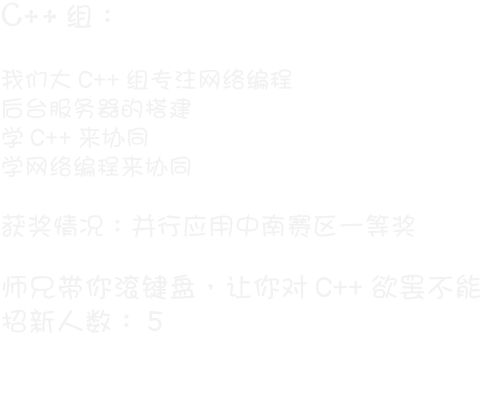 C++ 组：
我们大 C++ 组专注网络编程
后台服务器的搭建
学 C++ 来协同
学网络编程来协同
获奖情况：并行应用中南赛区一等奖
师兄带你滚键盘，让你对 C++ 欲罢不能
招新人数： 5